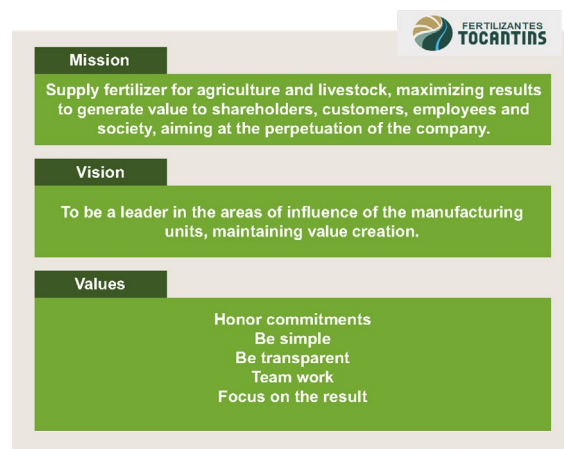 FERTILIZANTES
TOCANTINS
Mission
Supply fertilizer for agriculture and livestock, maximizing results
to generate value to shareholders, customers, employees and
society, aiming at the perpetuation of the company.
Vision
To be a leader in the areas of influence of the manufacturing
units, maintaining value creation.
Values
Honor commitments
Be simple
Be transparent
Team work
Focus on the result